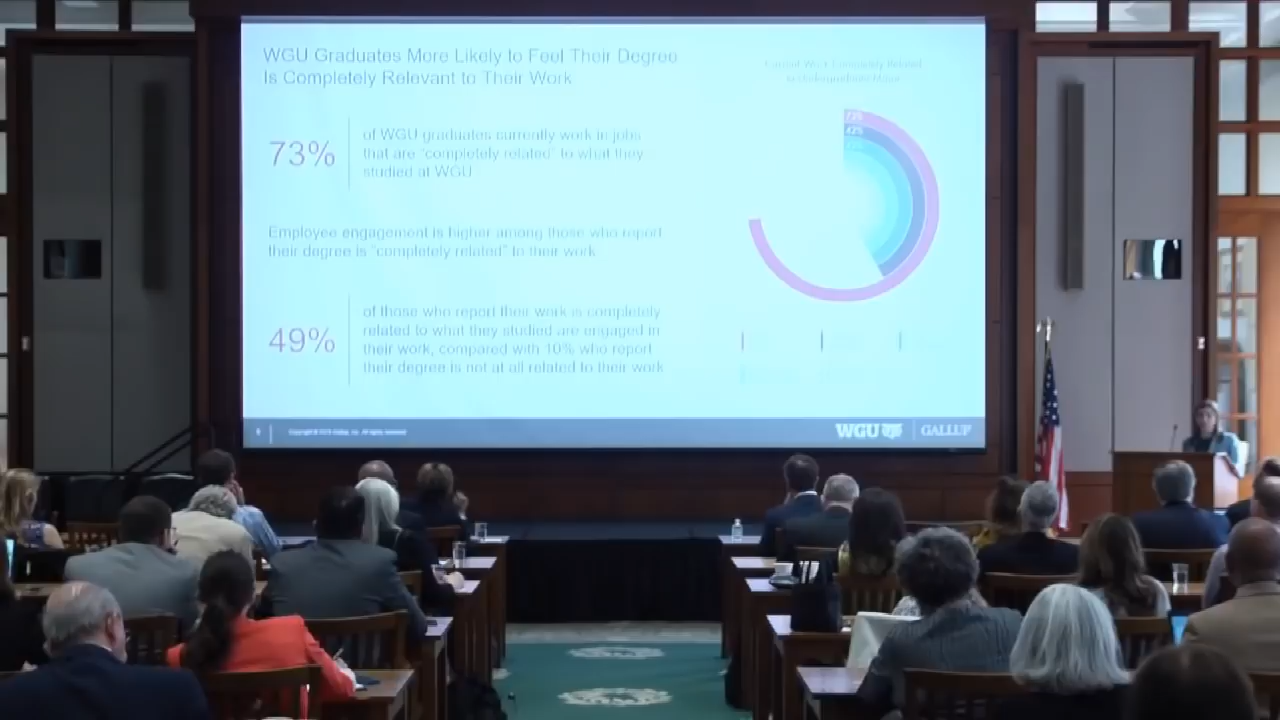 WGU Graduates More Likely to Feel Their Degree
Is Completely Relevant to Their Work
73%
of WGU graduates currently work in jobs
that are "completely related" to what they
studied at WGU
Employee engagement is higher among those who report
their degree is "completely related" to their work
49%
of those who report their work is completely
related to what they studied are engaged in
their work, compared with 10% who report
their degree is not at all related to their work
73%
WGU
GALLUP